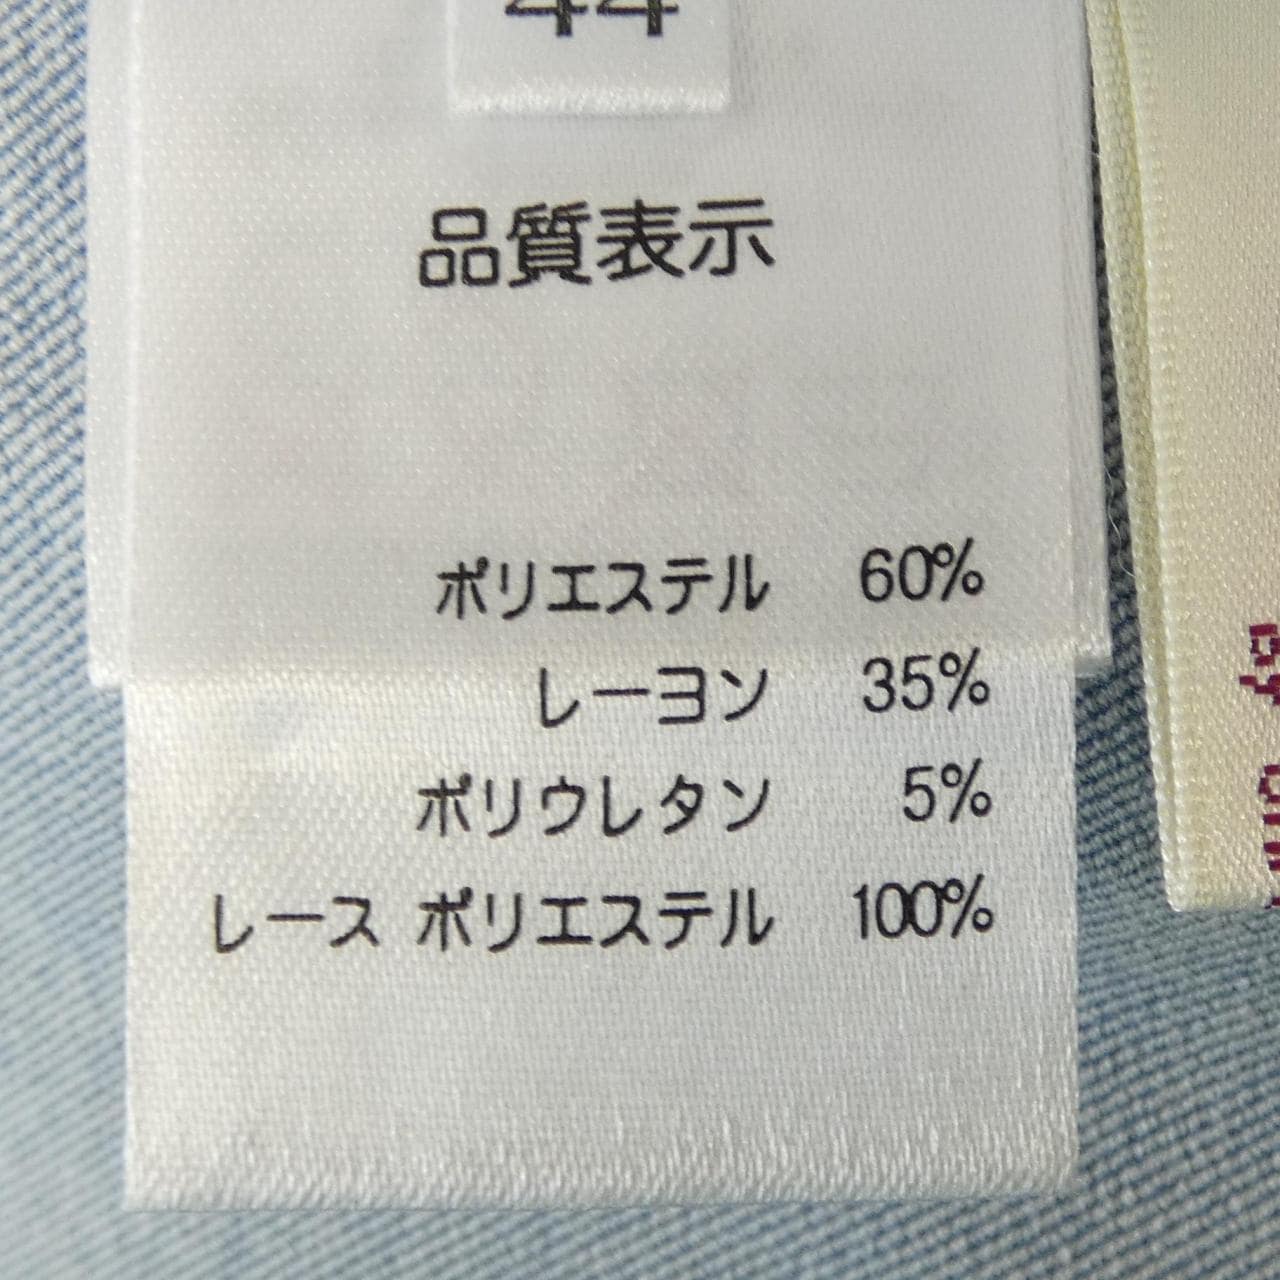 44
品質表示
ポリエステル 60%
レーヨン 35%
ポリウレタン 5%
レース ポリエステル 100%